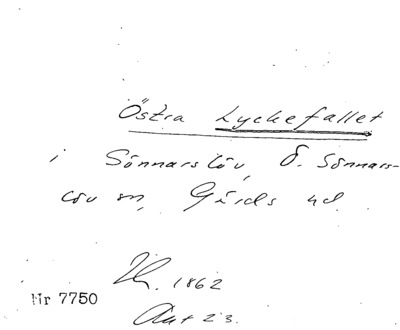 Östra Lyckefallet
i Sönnarslöv, Ö. Sönnars-
löv sn, Gärds hd.
1862
Nr 7750
Akt 23.